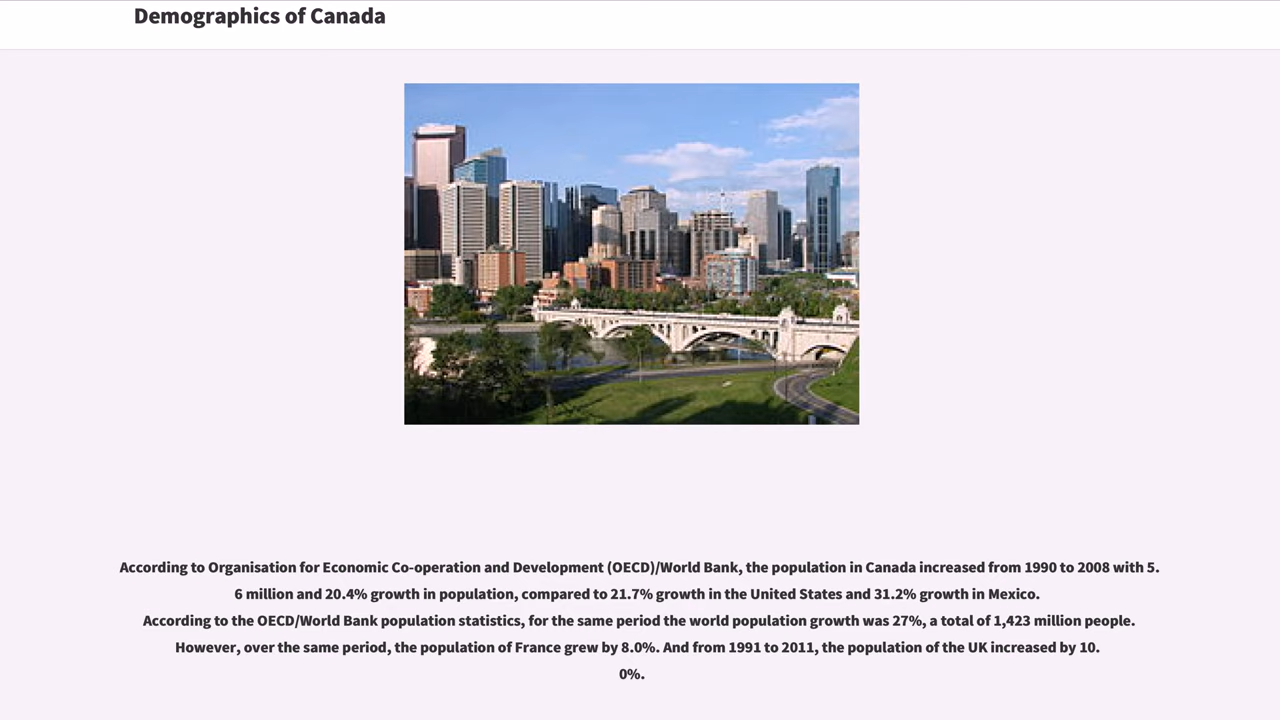 Demographics of Canada
According to Organisation for Economic Co-operation and Development (OECD)/World Bank, the population in Canada increased from 1990 to 2008 with 5.
6 million and 20.4% growth in population, compared to 21.7% growth in the United States and 31.2% growth in Mexico.
According to the OECD/World Bank population statistics, for the same period the world population growth was 27%, a total of 1,423 million people.
However, over the same period, the population of France grew by 8.0%. And from 1991 to 2011, the population of the UK increased by 10.
0%.